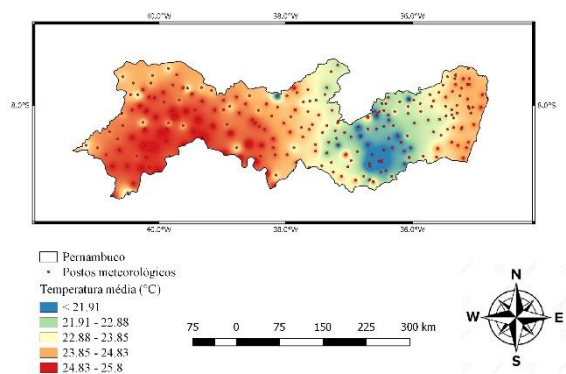 40.0°W 38.0°W 36.0°W
8.0°S 8.0°S
40.0°W 38.0°W 36.0°W
Pernambuco
Postos meteorológicos
Temperatura média (°C)
< 21.91
21.91 - 22.88
22.88 - 23.85
23.85 - 24.83
24.83 - 25.8
75 0 75 150 225 300 km
N
W E
S